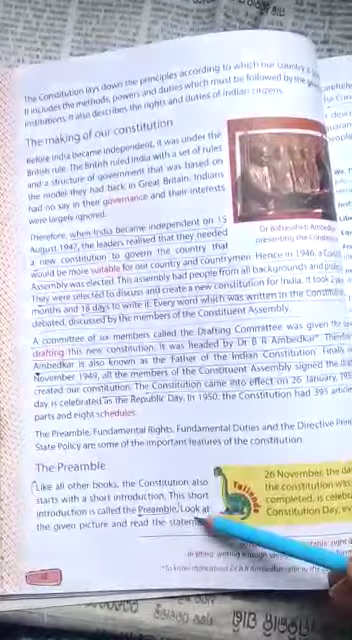 The Constitution lays down the principles according to which our country is
It includes the methods, powers and duties which must be followed by the
institutions. It also describes the rights and duties of Indian citizens.
The making of our constitution
Before India became independent, it was under the
British rule. The British ruled India with a set of rules
and a structure of government that was based on
the model they had back in Great Britain. Indians
had no say in their governance and their interests
were largely ignored.
Dr Babasaheb Ambedkar
presenting the Constitution
Therefore, when India became independent on 15
August 1947, the leaders realised that they needed
a new constitution to govern the country that
would be more suitable for our country and countrymen. Hence in 1946, a
Assembly was elected. This assembly had people from all backgrounds and
They were selected to discuss and create a new constitution for India. It took 2
months and 18 days to write it. Every word which was written in the Constitution
debated, discussed by the members of the Constituent Assembly.
A committee of six members called the Drafting Committee was given the
drafting this new constitution. It was headed by Dr B R Ambedkar*.
Ambedkar is also known as the Father of the Indian Constitution. Finally
November 1949, all the members of the Constituent Assembly signed the
created our constitution. The Constitution came into effect on 26 January,
day is celebrated as the Republic Day. In 1950, the Constitution had 395
parts and eight schedules.
The Preamble, Fundamental Rights, Fundamental Duties and the Directive
State Policy are some of the important features of the constitution.
The Preamble
Like all other books, the Constitution also
starts with a short introduction. This short
introduction is called the Preamble. Look at
the given picture and read the
26 November, the
the constitution was
completed, is
Constitution Day,